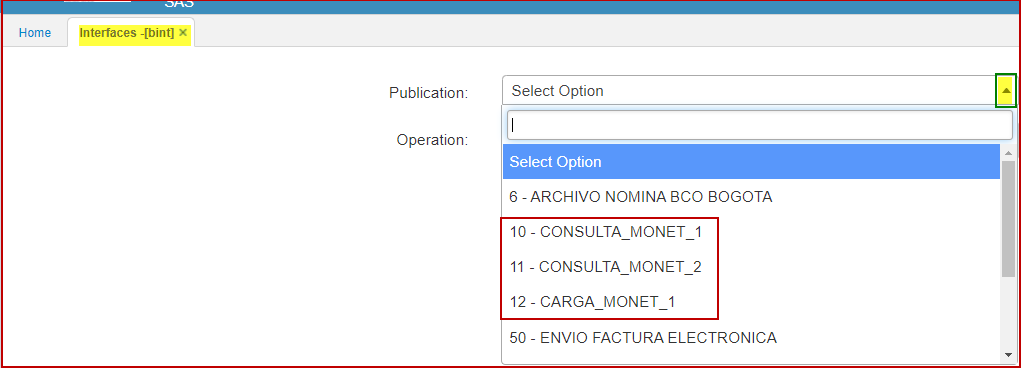 SAS
Home
Interfaces -[bint] ×
Publication:
Select Option
Operation:
Select Option
6 - ARCHIVO NOMINA BCO BOGOTA
10 - CONSULTA_MONET_1
11 - CONSULTA_MONET_2
12 - CARGA_MONET_1
50 - ENVIO FACTURA ELECTRONICA